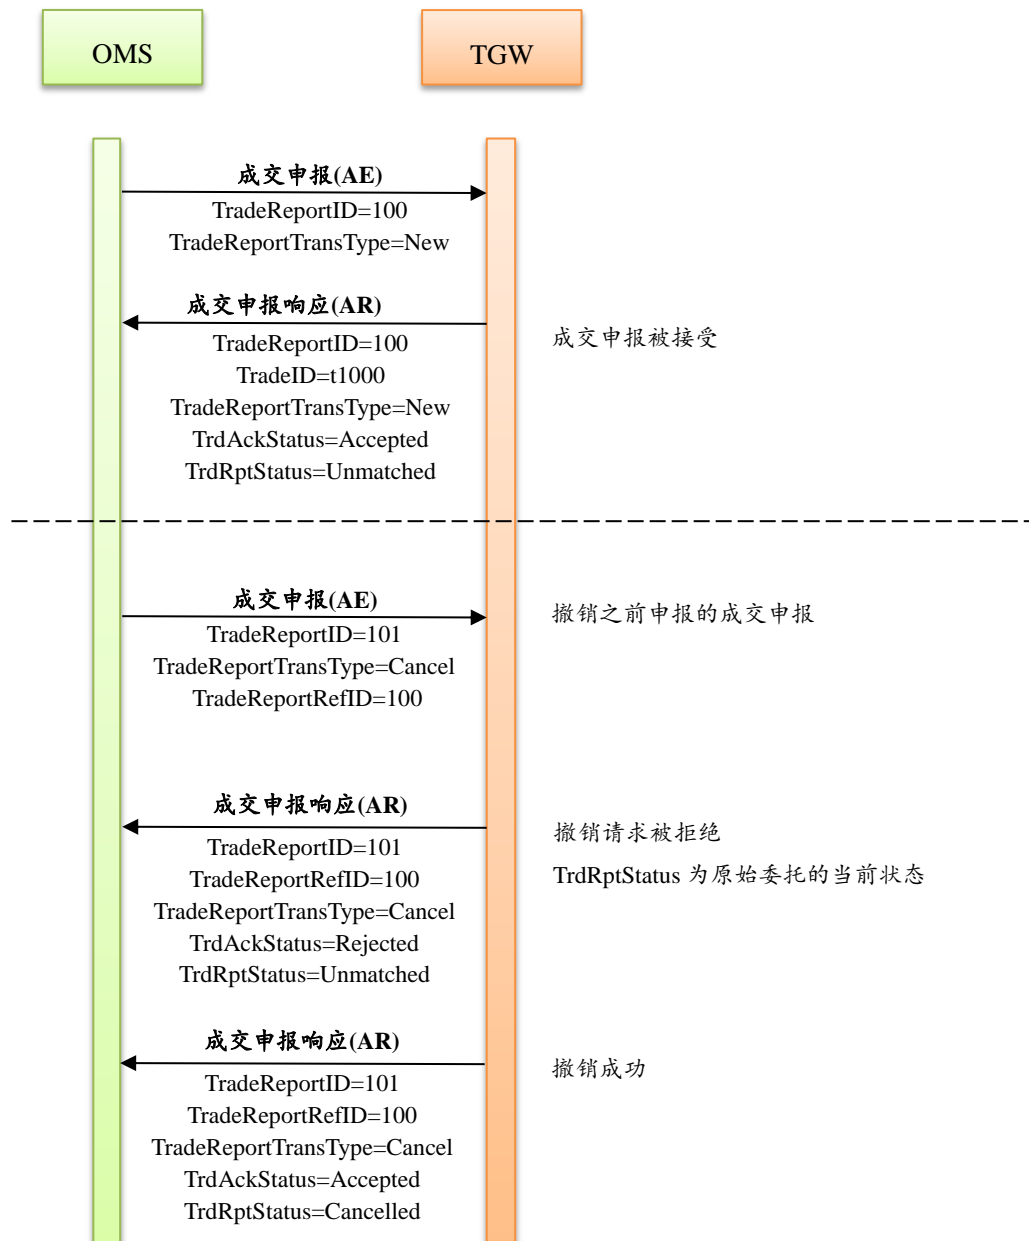 OMS
TGW
成交申报(AE)
TradeReportID=100
TradeReportTransType=New
成交申报响应(AR)
成交申报被接受
TradeReportID=100
TradeID=t1000
TradeReportTransType=New
TrdAckStatus=Accepted
TrdRptStatus=Unmatched
成交申报(AE)
撤销之前申报的成交申报
TradeReportID=101
TradeReportTransType=Cancel
TradeReportRefID=100
成交申报响应(AR)
撤销请求被拒绝
TradeReportID=101
TrdRptStatus 为原始委托的当前状态
TradeReportRefID=100
TradeReportTransType=Cancel
TrdAckStatus=Rejected
TrdRptStatus=Unmatched
成交申报响应(AR)
撤销成功
TradeReportID=101
TradeReportRefID=100
TradeReportTransType=Cancel
TrdAckStatus=Accepted
TrdRptStatus=Cancelled